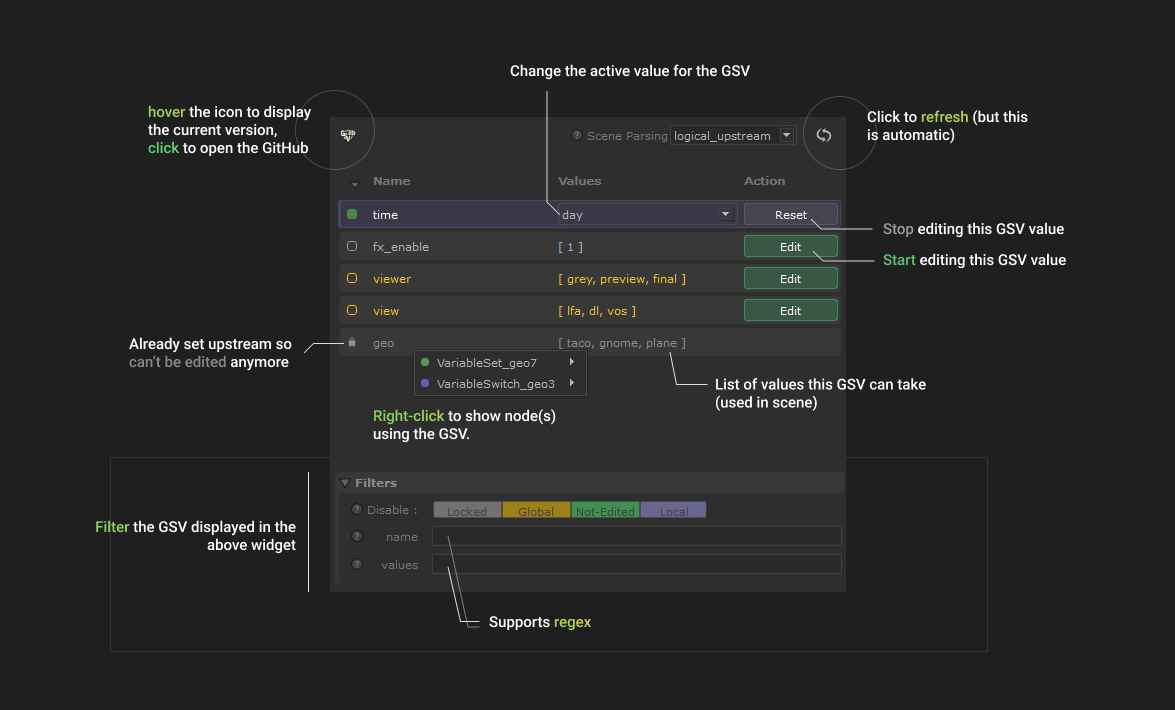 Change the active value for the GSV
hover the icon to display
the current version,
click to open the GitHub
Click to refresh (but this
is automatic)
? Scene Parsing logical_upstream
Name Values Action
time day Reset
Stop editing this GSV value
fx_enable [ 1 ] Edit
Start editing this GSV value
viewer [ grey, preview, final ] Edit
view [ lfa, dl, vos ] Edit
Already set upstream so
can't be edited anymore
geo [ taco, gnome, plane ]
VariableSet_geo7
VariableSwitch_geo3
List of values this GSV can take
(used in scene)
Right-click to show node(s)
using the GSV.
Filters
? Disable : Locked Global Not-Edited Local
Filter the GSV displayed in the
above widget
? name
? values
Supports regex